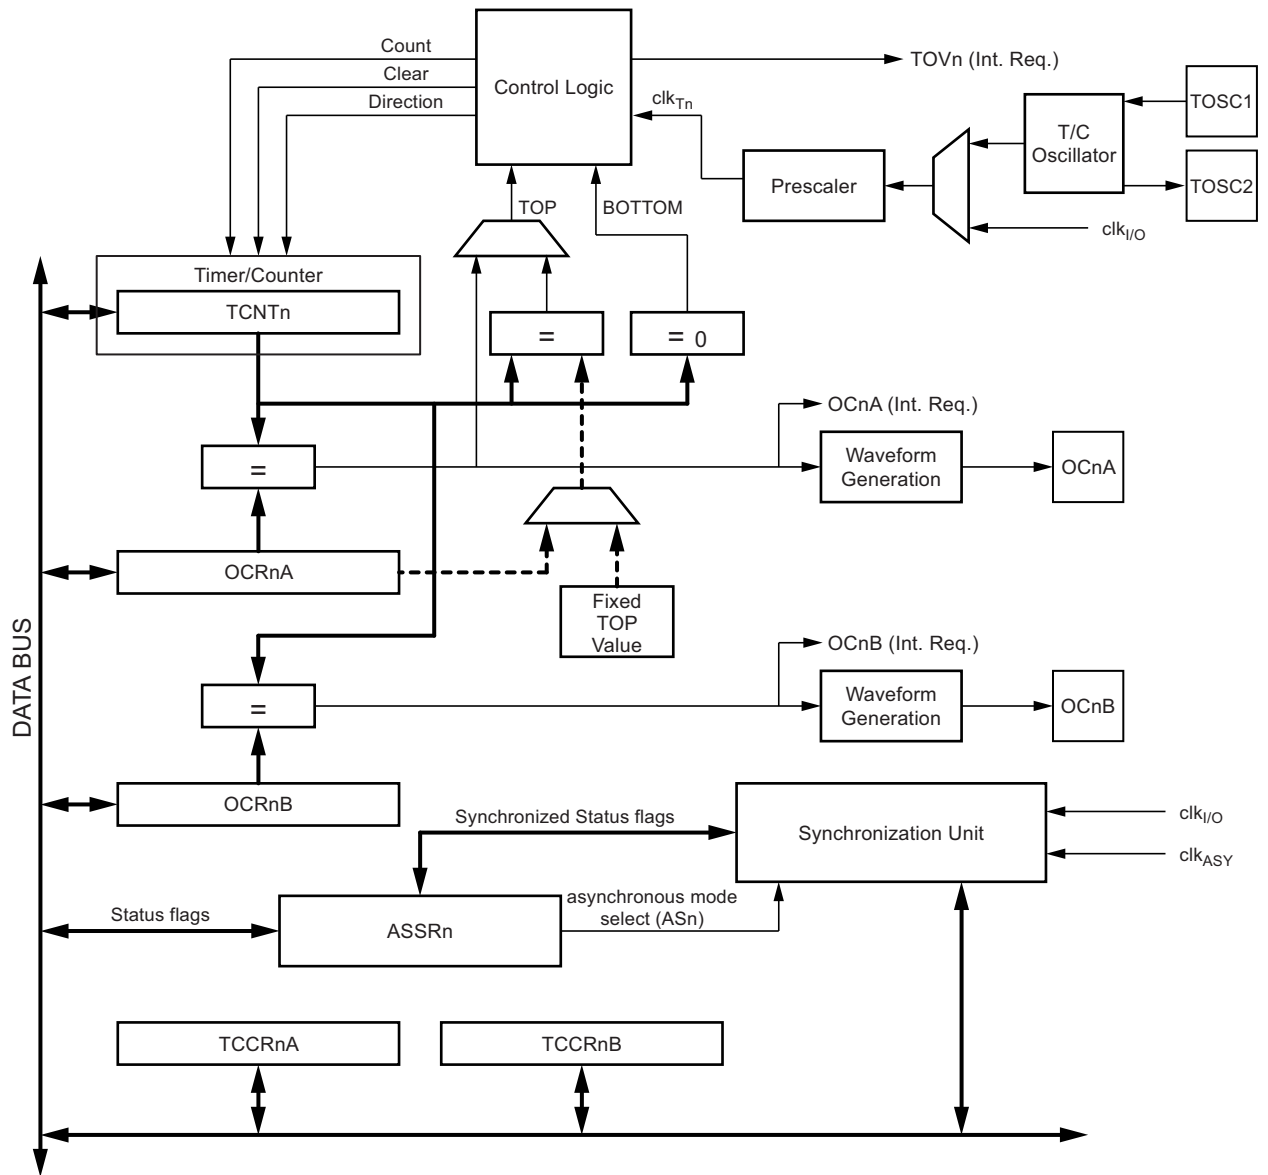 Count
Clear
Direction
Control Logic
TOVn (Int. Req.)
clkTn
TOSC1
T/C
Oscillator
Prescaler
TOSC2
TOP
BOTTOM
clkI/O
Timer/Counter
TCNTn
=
= 0
OCnA (Int. Req.)
=
Waveform
Generation
OCnA
OCRnA
Fixed
TOP
Value
DATA BUS
OCnB (Int. Req.)
=
Waveform
Generation
OCnB
OCRnB
Synchronized Status flags
Synchronization Unit
clkI/O
clkASY
Status flags
ASSRn
asynchronous mode
select (ASn)
TCCRnA
TCCRnB